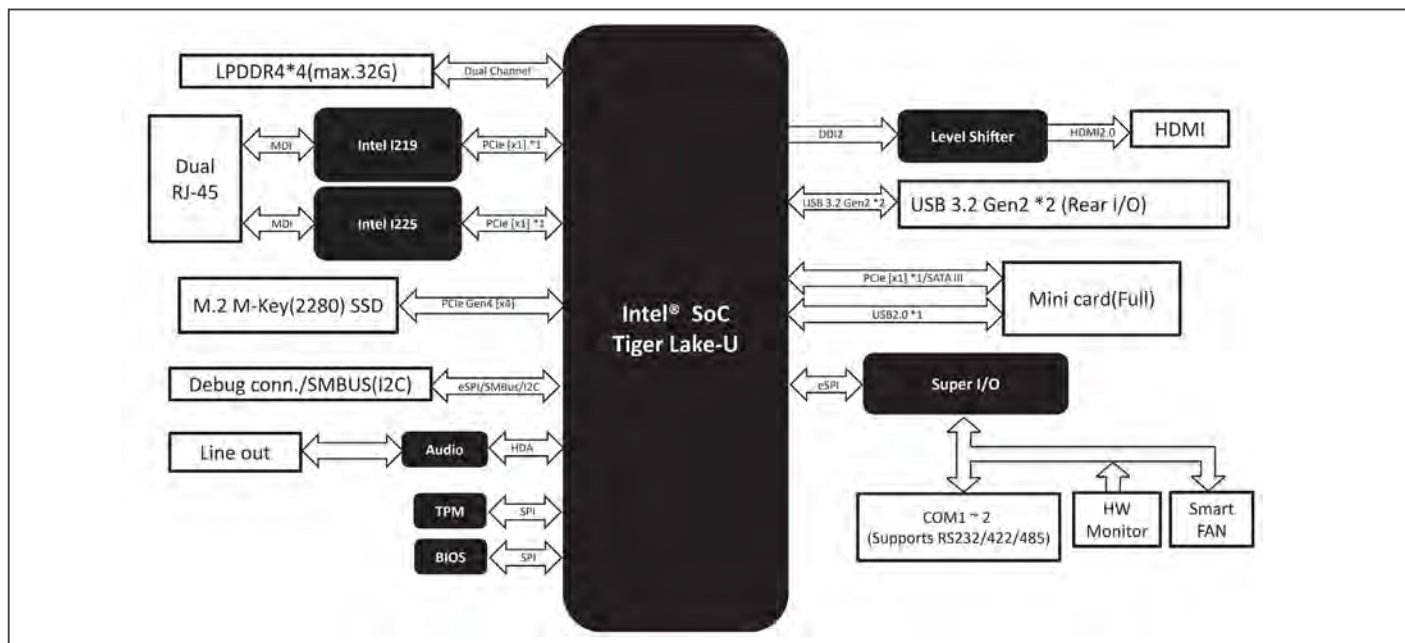 LPDDR4*4(max.32G)
Dual Channel
Dual
RJ-45
MDI
Intel I219
PCIe [x1] *1
MDI
Intel I225
PCIe [x1] *1
M.2 M-Key(2280) SSD
PCIe Gen4 [x4]
Debug conn./SMBUS(I2C)
eSPI/SMBus/I2C
Line out
Audio
HDA
TPM
SPI
BIOS
SPI
Intel® SoC
Tiger Lake-U
DDI2
Level Shifter
HDMI2.0
HDMI
USB 3.2 Gen2 *2
USB 3.2 Gen2 *2 (Rear I/O)
PCIe [x1] *1/SATA III
USB2.0 *1
Mini card(Full)
eSPI
Super I/O
COM1 ~ 2
(Supports RS232/422/485)
HW
Monitor
Smart
FAN